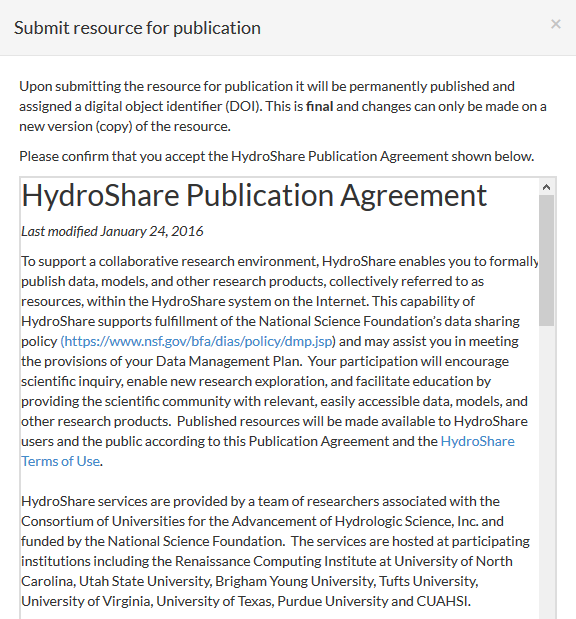 Submit resource for publication
×
Upon submitting the resource for publication it will be permanently published and
assigned a digital object identifier (DOI). This is final and changes can only be made on a
new version (copy) of the resource.
Please confirm that you accept the HydroShare Publication Agreement shown below.
HydroShare Publication Agreement
Last modified January 24, 2016
To support a collaborative research environment, HydroShare enables you to formally
publish data, models, and other research products, collectively referred to as
resources, within the HydroShare system on the Internet. This capability of
HydroShare supports fulfillment of the National Science Foundation's data sharing
policy (https://www.nsf.gov/bfa/dias/policy/dmp.jsp) and may assist you in meeting
the provisions of your Data Management Plan. Your participation will encourage
scientific inquiry, enable new research exploration, and facilitate education by
providing the scientific community with relevant, easily accessible data, models, and
other research products. Published resources will be made available to HydroShare
users and the public according to this Publication Agreement and the HydroShare
Terms of Use.
HydroShare services are provided by a team of researchers associated with the
Consortium of Universities for the Advancement of Hydrologic Science, Inc. and
funded by the National Science Foundation. The services are hosted at participating
institutions including the Renaissance Computing Institute at University of North
Carolina, Utah State University, Brigham Young University, Tufts University,
University of Virginia, University of Texas, Purdue University and CUAHSI.